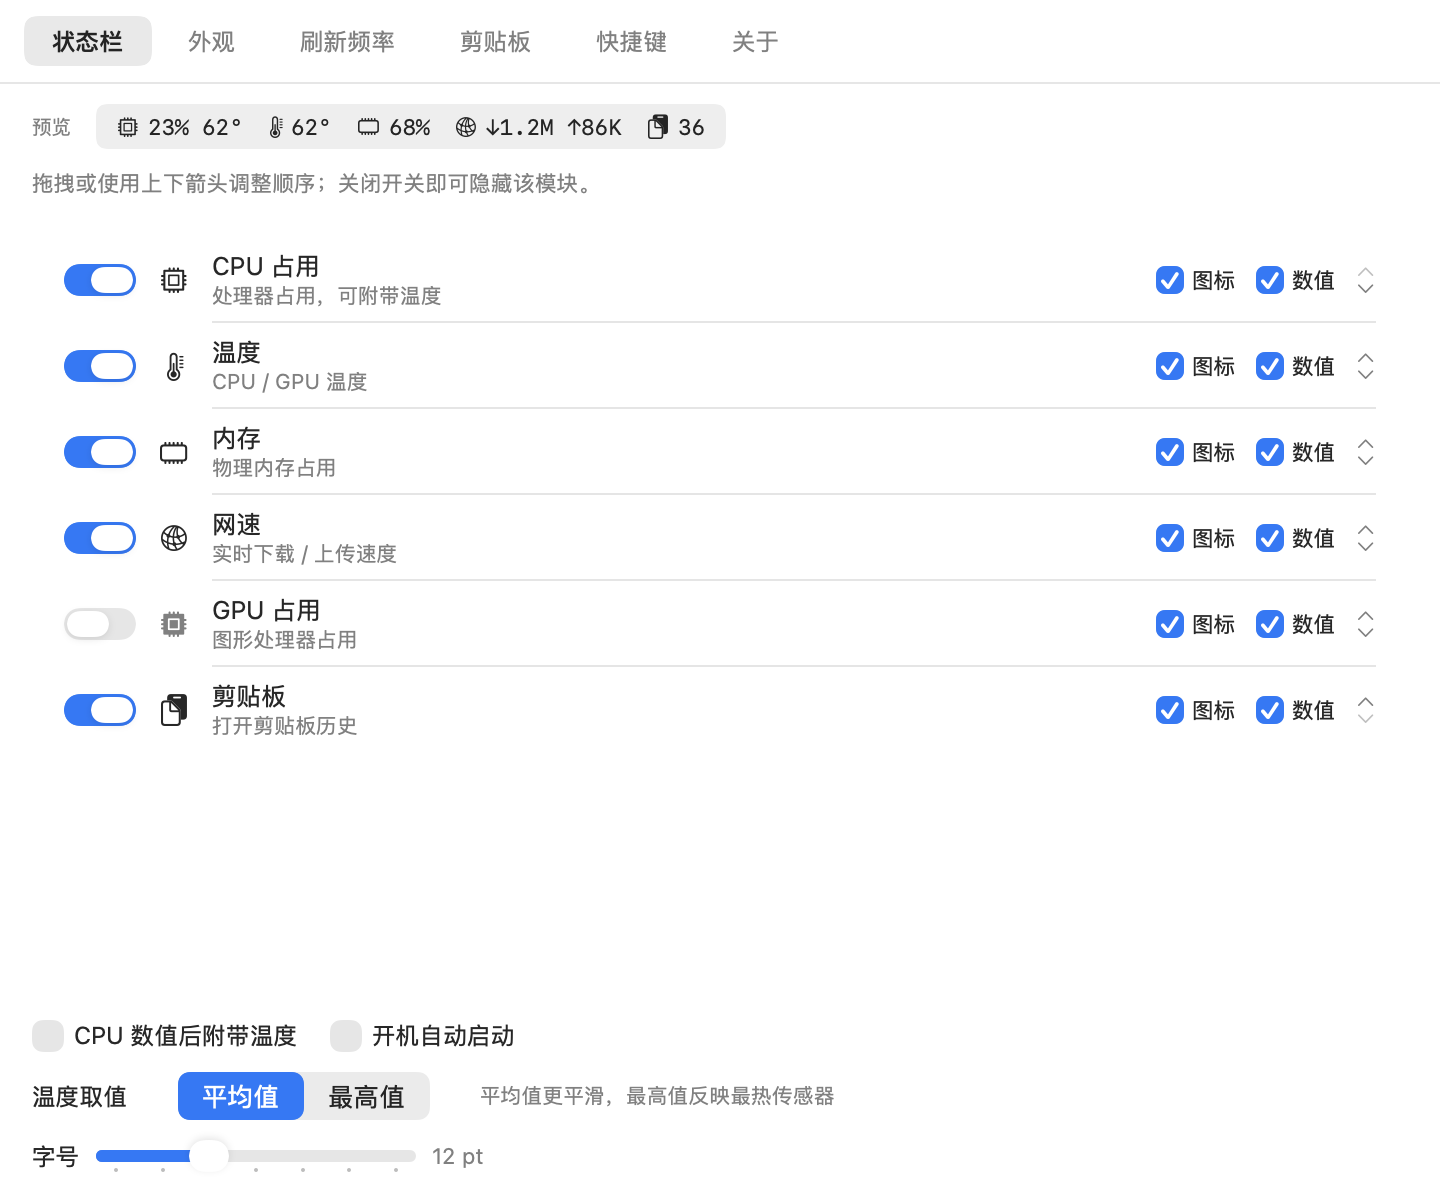 状态栏 外观 刷新频率 剪贴板 快捷键 关于
预览 23% 62° 62° 68% ↓1.2M ↑86K 36
拖拽或使用上下箭头调整顺序；关闭开关即可隐藏该模块。
CPU 占用
处理器占用，可附带温度
图标 数值
温度
CPU / GPU 温度
图标 数值
内存
物理内存占用
图标 数值
网速
实时下载 / 上传速度
图标 数值
GPU 占用
图形处理器占用
图标 数值
剪贴板
打开剪贴板历史
图标 数值
CPU 数值后附带温度 开机自动启动
温度取值 平均值 最高值 平均值更平滑，最高值反映最热传感器
字号 12 pt